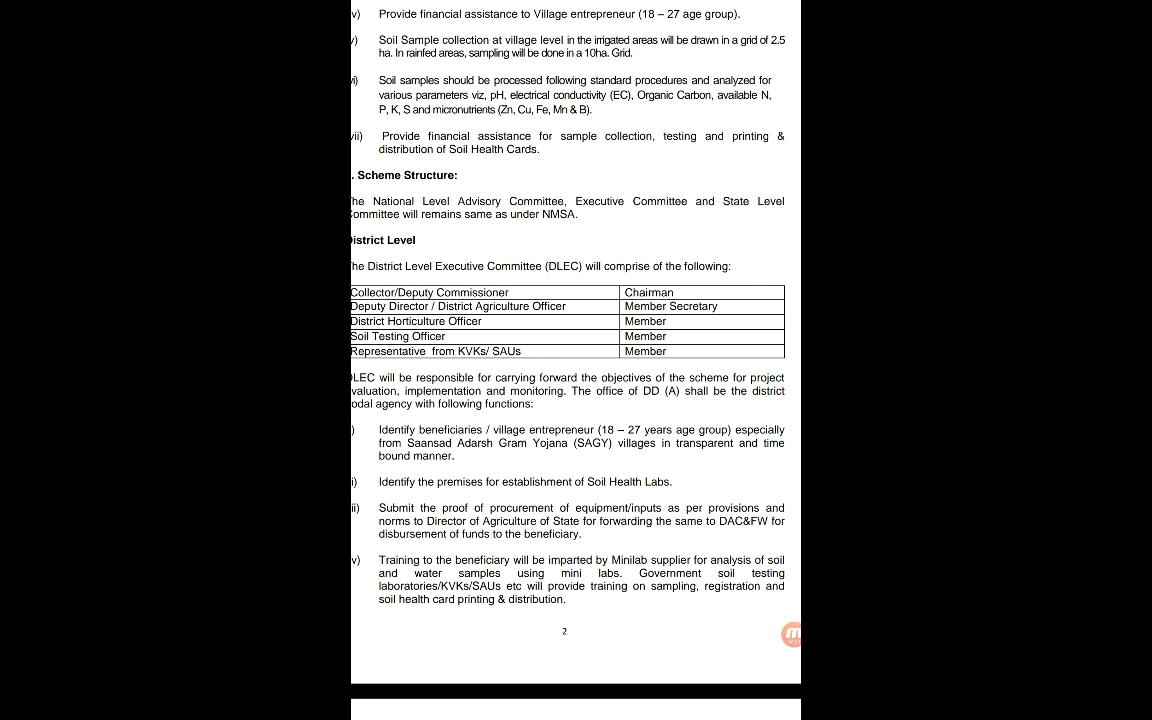 v) Provide financial assistance to Village entrepreneur (18 – 27 age group).
) Soil Sample collection at village level in the irrigated areas will be drawn in a grid of 2.5
ha. In rainfed areas, sampling will be done in a 10ha. Grid.
i) Soil samples should be processed following standard procedures and analyzed for
various parameters viz, pH, electrical conductivity (EC), Organic Carbon, available N,
P, K, S and micronutrients (Zn, Cu, Fe, Mn & B).
ii) Provide financial assistance for sample collection, testing and printing &
distribution of Soil Health Cards.
. Scheme Structure:
he National Level Advisory Committee, Executive Committee and State Level
ommittee will remains same as under NMSA.
istrict Level
he District Level Executive Committee (DLEC) will comprise of the following:
Collector/Deputy Commissioner Chairman
Deputy Director / District Agriculture Officer Member Secretary
District Horticulture Officer Member
Soil Testing Officer Member
Representative from KVKs/ SAUs Member
LEC will be responsible for carrying forward the objectives of the scheme for project
valuation, implementation and monitoring. The office of DD (A) shall be the district
odal agency with following functions:
) Identify beneficiaries / village entrepreneur (18 – 27 years age group) especially
from Saansad Adarsh Gram Yojana (SAGY) villages in transparent and time
bound manner.
i) Identify the premises for establishment of Soil Health Labs.
ii) Submit the proof of procurement of equipment/inputs as per provisions and
norms to Director of Agriculture of State for forwarding the same to DAC&FW for
disbursement of funds to the beneficiary.
v) Training to the beneficiary will be imparted by Minilab supplier for analysis of soil
and water samples using mini labs. Government soil testing
laboratories/KVKs/SAUs etc will provide training on sampling, registration and
soil health card printing & distribution.
2